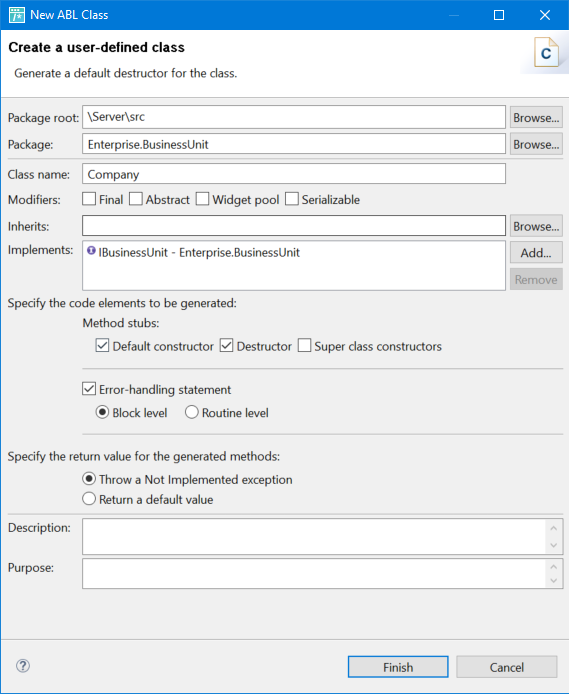 New ABL Class
Create a user-defined class
Generate a default destructor for the class.
C
Package root: \Server\src Browse...
Package: Enterprise.BusinessUnit Browse...
Class name: Company
Modifiers: Final Abstract Widget pool Serializable
Inherits: Browse...
Implements: IBusinessUnit - Enterprise.BusinessUnit Add...
Remove
Specify the code elements to be generated:
Method stubs:
Default constructor Destructor Super class constructors
Error-handling statement
Block level Routine level
Specify the return value for the generated methods:
Throw a Not Implemented exception
Return a default value
Description:
Purpose:
? Finish Cancel